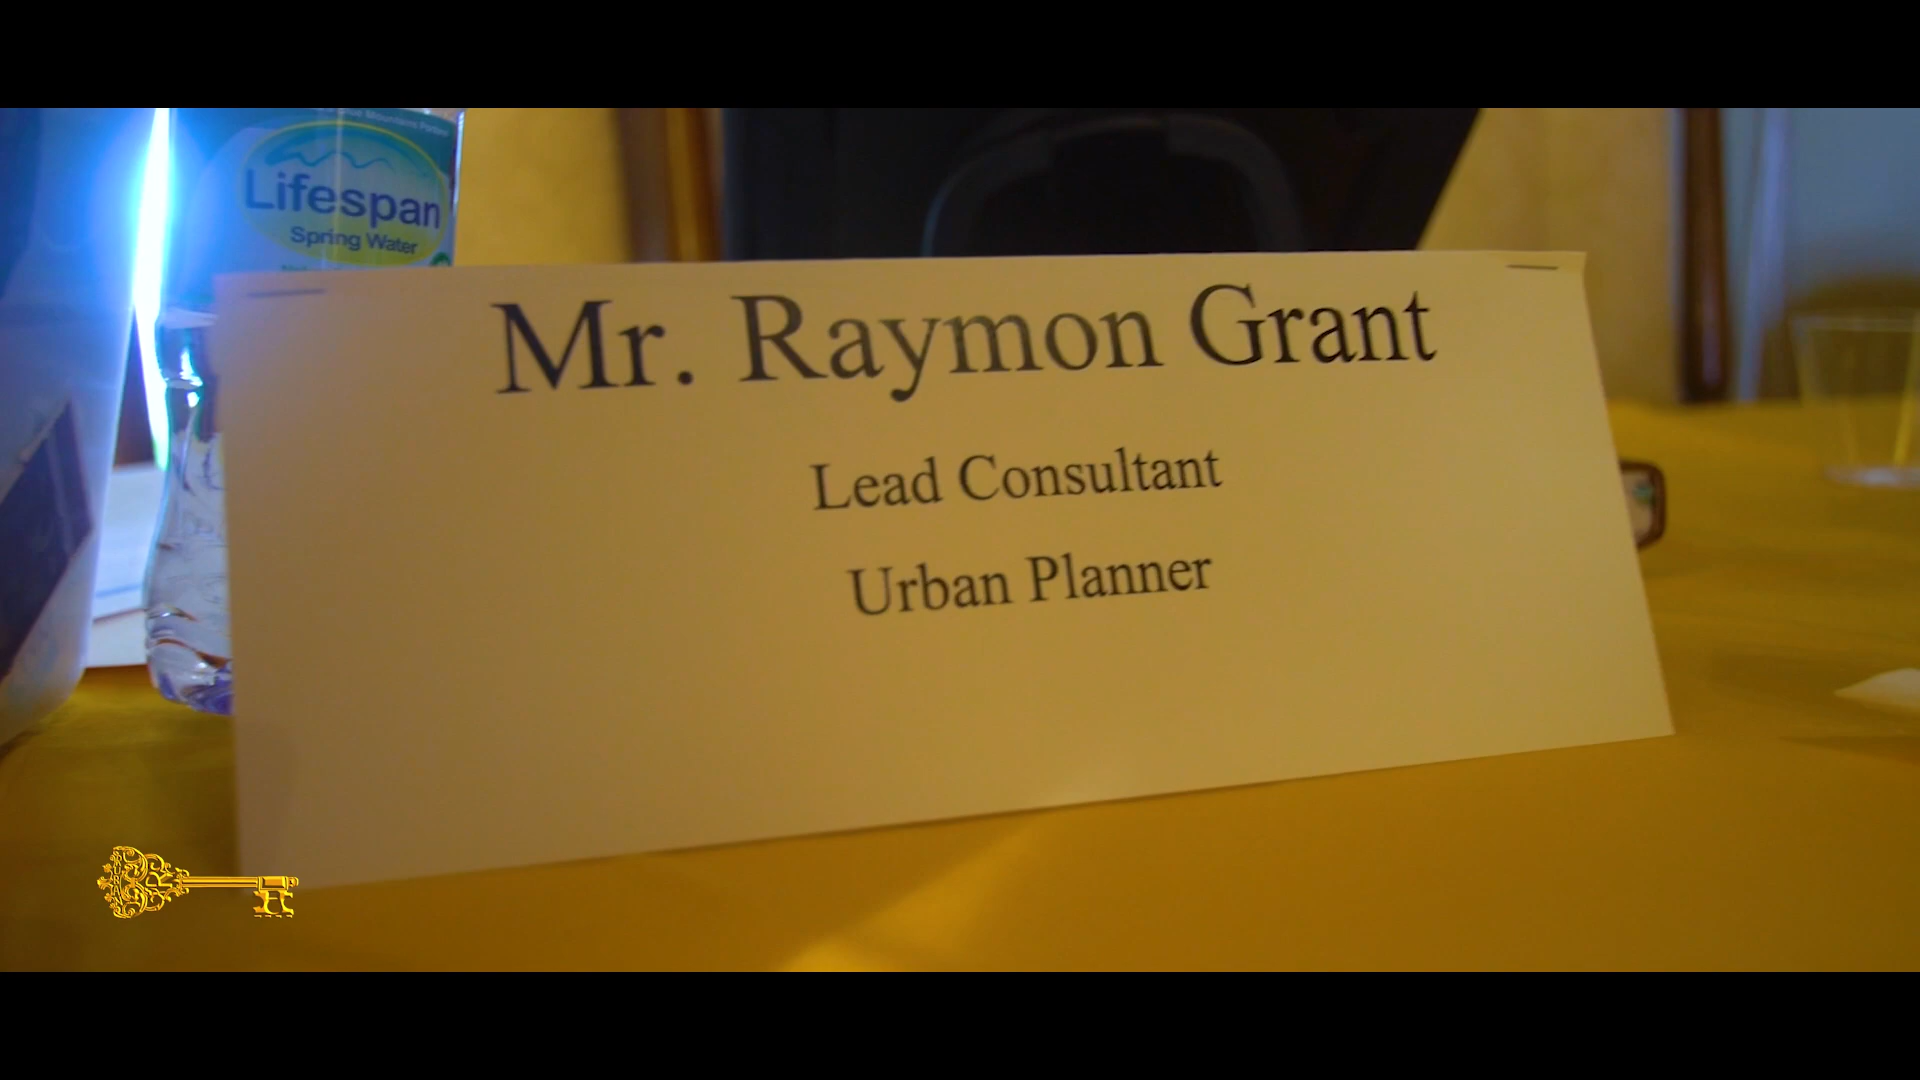 Lifespan
Spring Water
Mr. Raymon Grant
Lead Consultant
Urban Planner